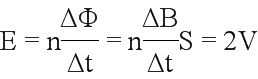 E = n ΔΦ/Δt = n ΔB/Δt S = 2V